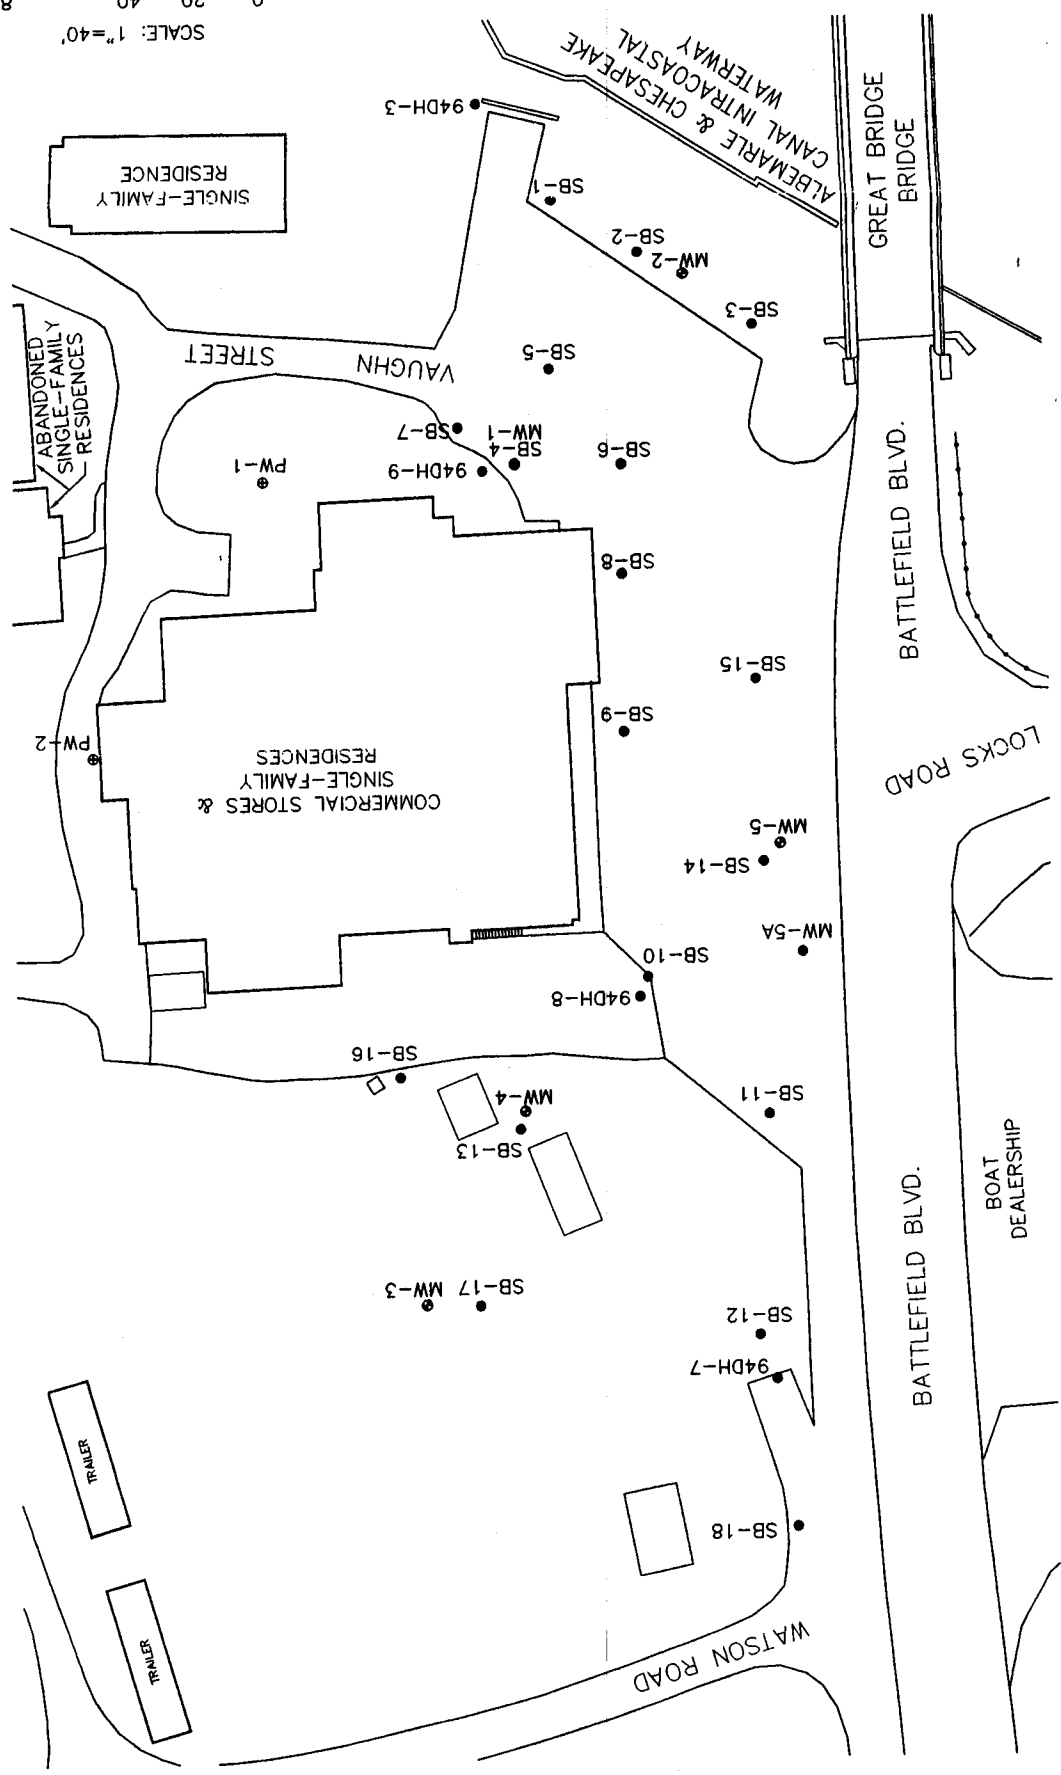 WATSON ROAD
TRAILER
TRAILER
SB-18
94DH-7
SB-12
SB-17
MW-3
BOAT
DEALERSHIP
BATTLEFIELD BLVD.
SB-13
MW-4
SB-11
SB-16
94DH-8
SB-10
MW-5A
SB-14
MW-5
COMMERCIAL STORES &
SINGLE-FAMILY
RESIDENCES
LOCKS ROAD
PW-2
SB-9
SB-15
SB-8
BATTLEFIELD BLVD.
PW-1
94DH-9
SB-4
MW-1
SB-6
SB-7
ABANDONED
SINGLE-FAMILY
RESIDENCES
VAUGHN
STREET
SB-5
SB-3
MW-2
SB-2
SB-1
GREAT BRIDGE
BRIDGE
SINGLE-FAMILY
RESIDENCE
ALBEMARLE & CHESAPEAKE
CANAL INTRACOASTAL
WATERWAY
94DH-3
SCALE: 1"=40'
0 20 40 8